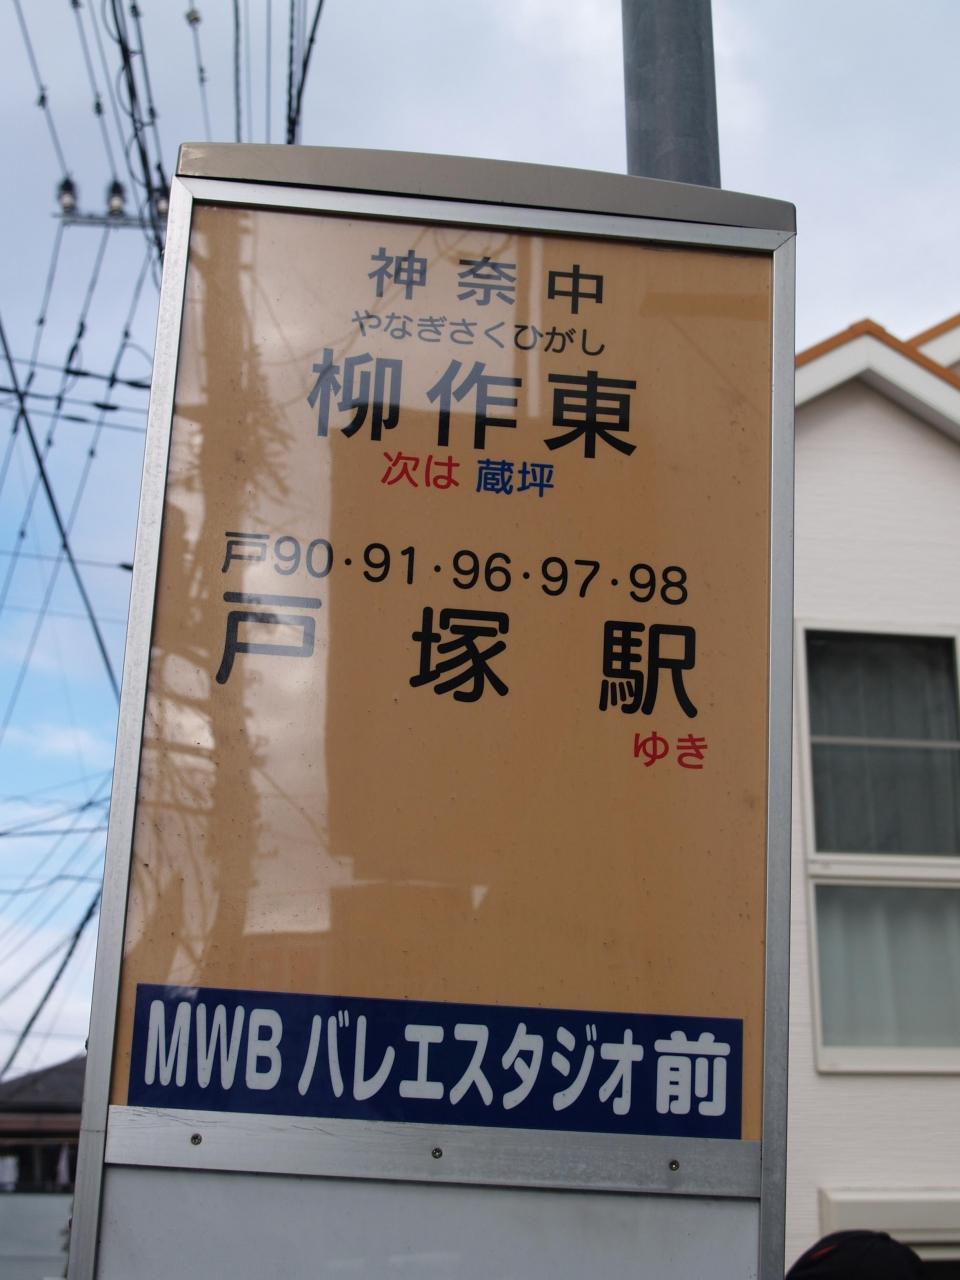 神奈中
やなぎさくひがし
柳作東
次は 蔵坪
戸90・91・96・97・98
戸塚駅
ゆき
MWB バレエスタジオ前